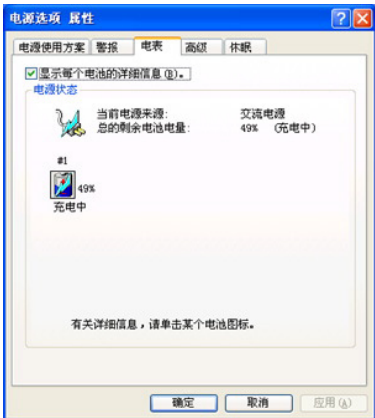 电源选项 属性
电源使用方案 警报 电表 高级 休眠
显示每个电池的详细信息(D)。
电源状态
当前电源来源: 交流电源
总的剩余电池电量: 49% (充电中)
#1
49%
充电中
有关详细信息，请单击某个电池图标。
确定 取消 应用(A)